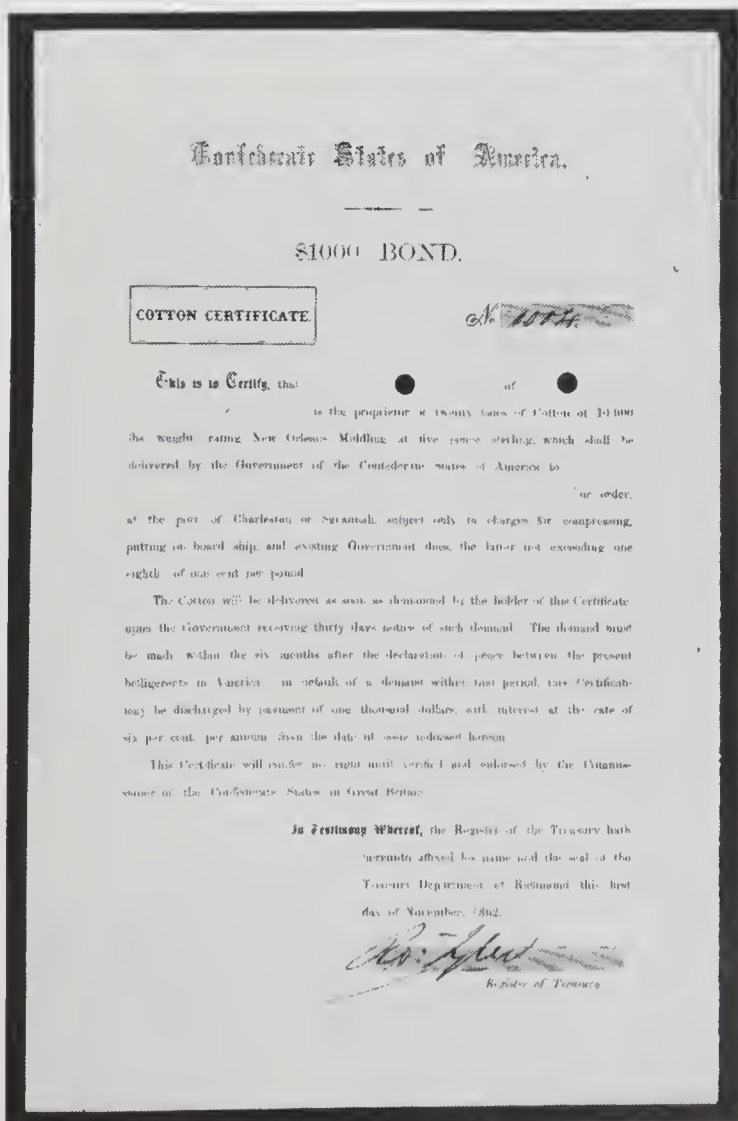 Confederate States of America.
$1000 BOND.
COTTON CERTIFICATE.
No. 1004.
This is to Certify, that of
is the proprietor of twenty bales of Cotton of
lbs weight rating New Orleans Middling at five pence sterling, which shall be
delivered by the Government of the Confederate States of America to
or order,
at the port of Charleston or Savannah, subject only to charges for compressing,
putting on board ship, and existing Government dues, the latter not exceeding one
eighth of one cent per pound
The Cotton will be delivered as soon as demanded by the holder of this Certificate
upon the Government receiving thirty days notice of such demand. The demand must
be made within the six months after the declaration of peace between the present
belligerents in America in default of a demand within that period, this Certificate
may be discharged by payment of one thousand dollars, with interest at the rate of
six per cent. per annum from the date of issue indorsed hereon
This Certificate will confer no right until verified and endorsed by the Commis-
sioner of the Confederate States in Great Britain
In Testimony Whereof, the Register of the Treasury hath
hereunto affixed his name and the seal of the
Treasury Department at Richmond this first
day of November, 1862.
Ro: Tyler
Register of Treasury